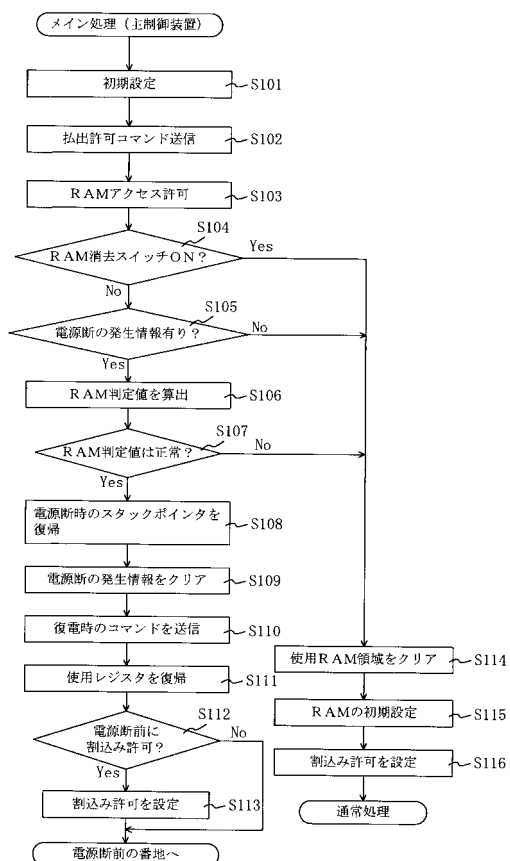 メイン処理（主制御装置）
初期設定
S101
払出許可コマンド送信
S102
RAMアクセス許可
S103
S104
RAM消去スイッチON？
Yes
No
S105
電源断の発生情報有り？
No
Yes
RAM判定値を算出
S106
S107
RAM判定値は正常？
No
Yes
電源断時のスタックポインタを
復帰
S108
電源断の発生情報をクリア
S109
復電時のコマンドを送信
S110
使用レジスタを復帰
S111
S112
電源断前に
割込み許可？
No
Yes
割込み許可を設定
S113
電源断前の番地へ
使用RAM領域をクリア
S114
RAMの初期設定
S115
割込み許可を設定
S116
通常処理